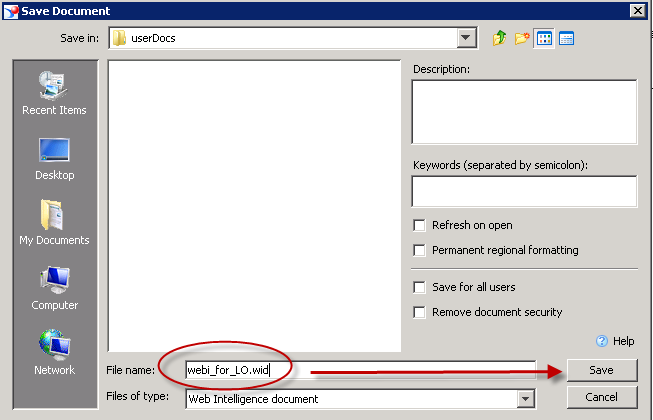 Save Document
Save in:
userDocs
Description:
Recent Items
Desktop
Keywords (separated by semicolon):
My Documents
Refresh on open
Permanent regional formatting
Computer
Save for all users
Remove document security
Network
Help
File name:
webi_for_LO.wid
Save
Files of type:
Web Intelligence document
Cancel